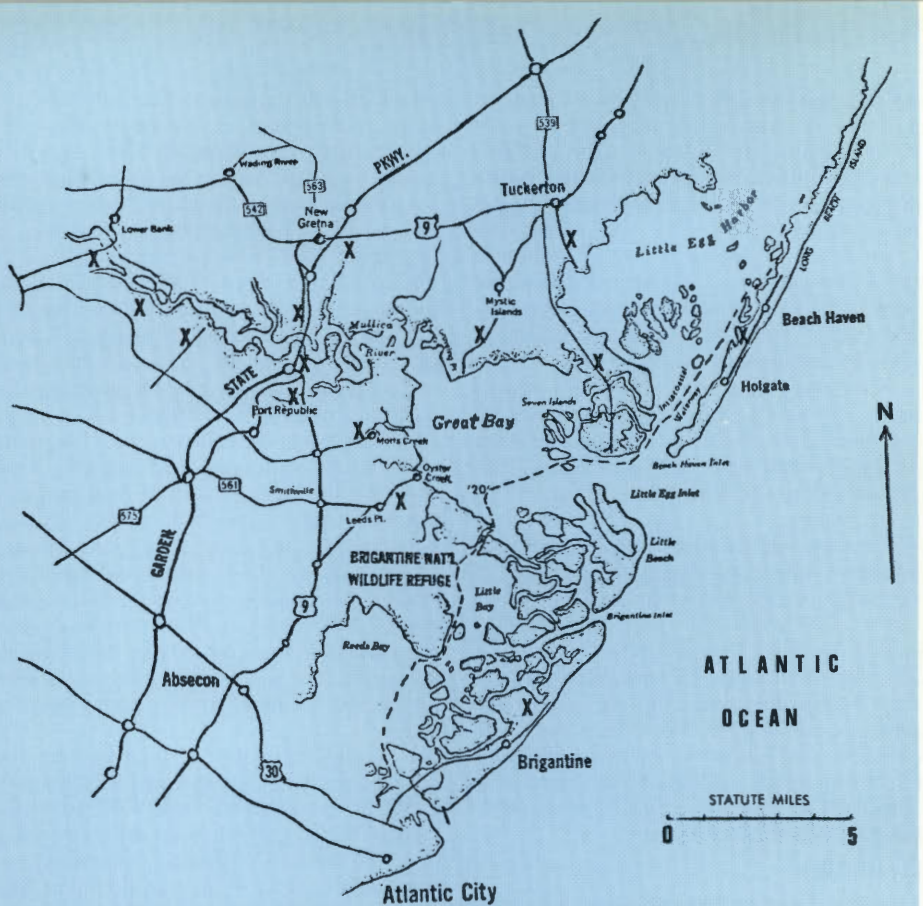 539
ISLAND
Wading River
PKWY.
BEACH
563
Tuckerton
542
New
Gretna
9
Little Egg Harbor
LONG
Lower Bank
Mystic
Islands
Beach Haven
Mullica
River
Intracoastal
Waterway
STATE
Holgate
Port Republic
Seven Islands
N
Great Bay
Motts Creek
Beach Haven Inlet
Oyster
Creek
561
Smithville
'20'
Little Egg Inlet
575
Leeds Pt.
GARDEN
BRIGANTINE NAT'L
WILDLIFE REFUGE
Little
Beach
Little
Bay
9
Brigantine Inlet
Reeds Bay
Absecon
ATLANTIC
OCEAN
Brigantine
30
STATUTE MILES
0 5
Atlantic City
X
X
X
X
X
X
X
X
X
X
X
X
X
X